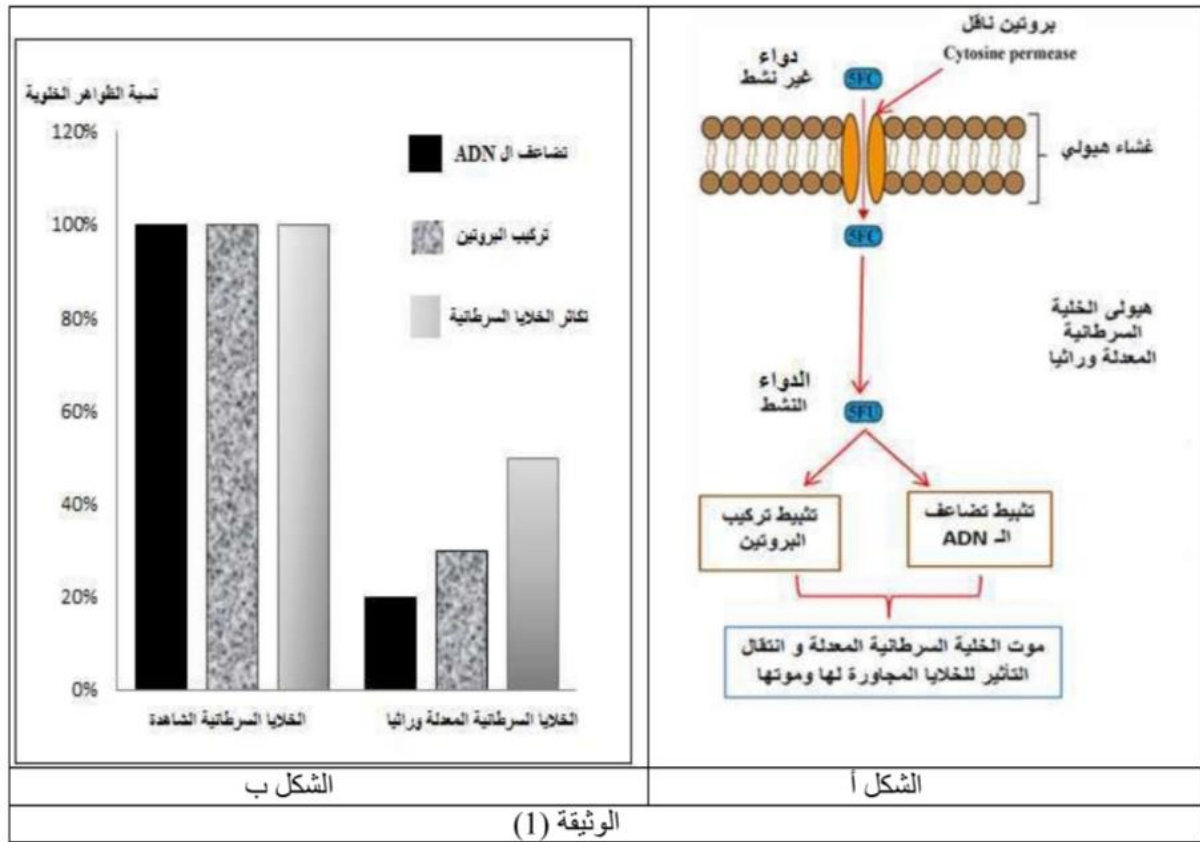 بروتين ناقل
Cytosine permease
دواء
غير نشط
5FC
غشاء هيولي
5FC
هيولى الخلية
السرطانية
المعدلة وراثيا
الدواء
النشط
5FU
تثبيط تضاعف
الـ ADN
تثبيط تركيب
البروتين
موت الخلية السرطانية المعدلة و انتقال
التأثير للخلايا المجاورة لها وموتها
الشكل أ
نسبة الظواهر الخلوية
120%
100%
80%
60%
40%
20%
0%
تضاعف ال ADN
تركيب البروتين
تكاثر الخلايا السرطانية
الخلايا السرطانية الشاهدة
الخلايا السرطانية المعدلة وراثيا
الشكل ب
الوثيقة (1)